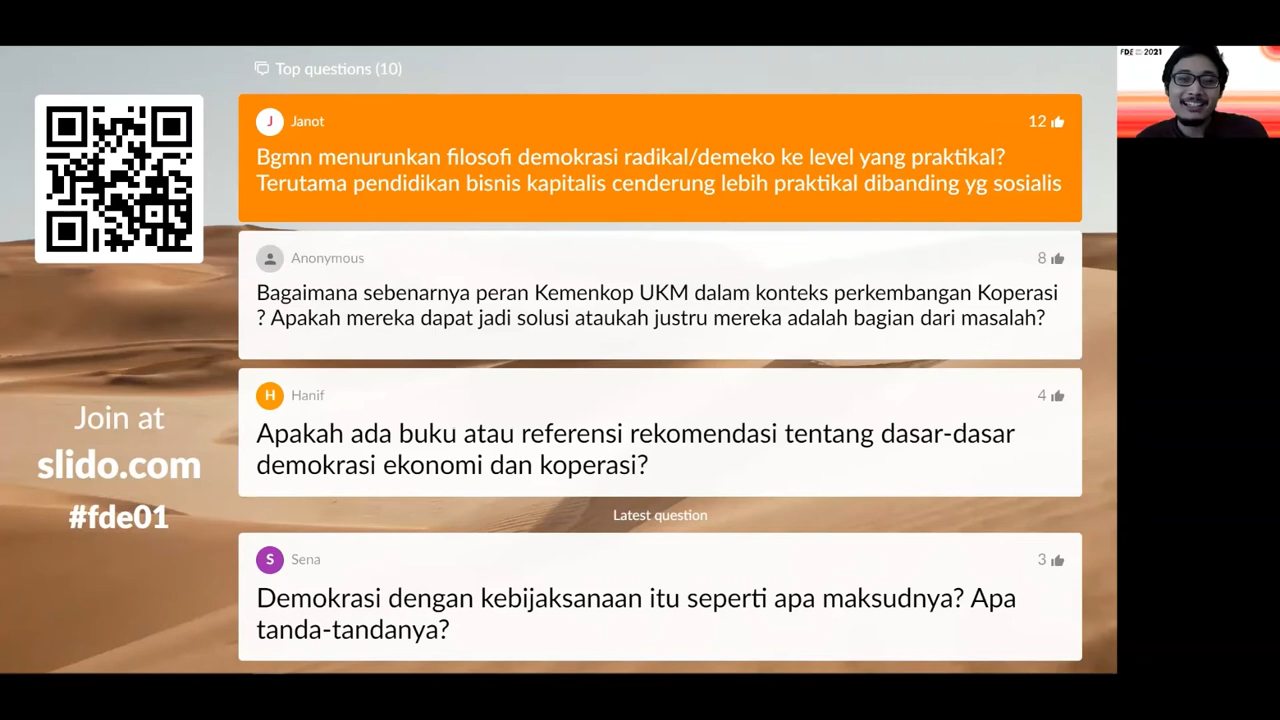 Top questions (10)
J Janot 12
Bgmn menurunkan filosofi demokrasi radikal/demeko ke level yang praktikal?
Terutama pendidikan bisnis kapitalis cenderung lebih praktikal dibanding yg sosialis
Anonymous 8
Bagaimana sebenarnya peran Kemenkop UKM dalam konteks perkembangan Koperasi
? Apakah mereka dapat jadi solusi ataukah justru mereka adalah bagian dari masalah?
H Hanif 4
Apakah ada buku atau referensi rekomendasi tentang dasar-dasar
demokrasi ekonomi dan koperasi?
Latest question
S Sena 3
Demokrasi dengan kebijaksanaan itu seperti apa maksudnya? Apa
tanda-tandanya?
Join at
slido.com
#fde01
FDE 2021